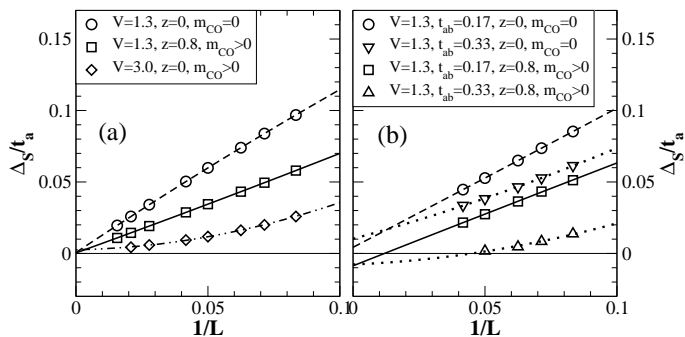 V=1.3, z=0, m_CO=0
V=1.3, z=0.8, m_CO>0
V=3.0, z=0, m_CO>0
V=1.3, t_ab=0.17, z=0, m_CO=0
V=1.3, t_ab=0.33, z=0, m_CO=0
V=1.3, t_ab=0.17, z=0.8, m_CO>0
V=1.3, t_ab=0.33, z=0.8, m_CO>0
(a)
(b)
0.15
0.1
0.05
0
Δ_S/t_a
0.15
0.1
0.05
0
Δ_S/t_a
0
0.05
0.1
0
0.05
0.1
1/L
1/L